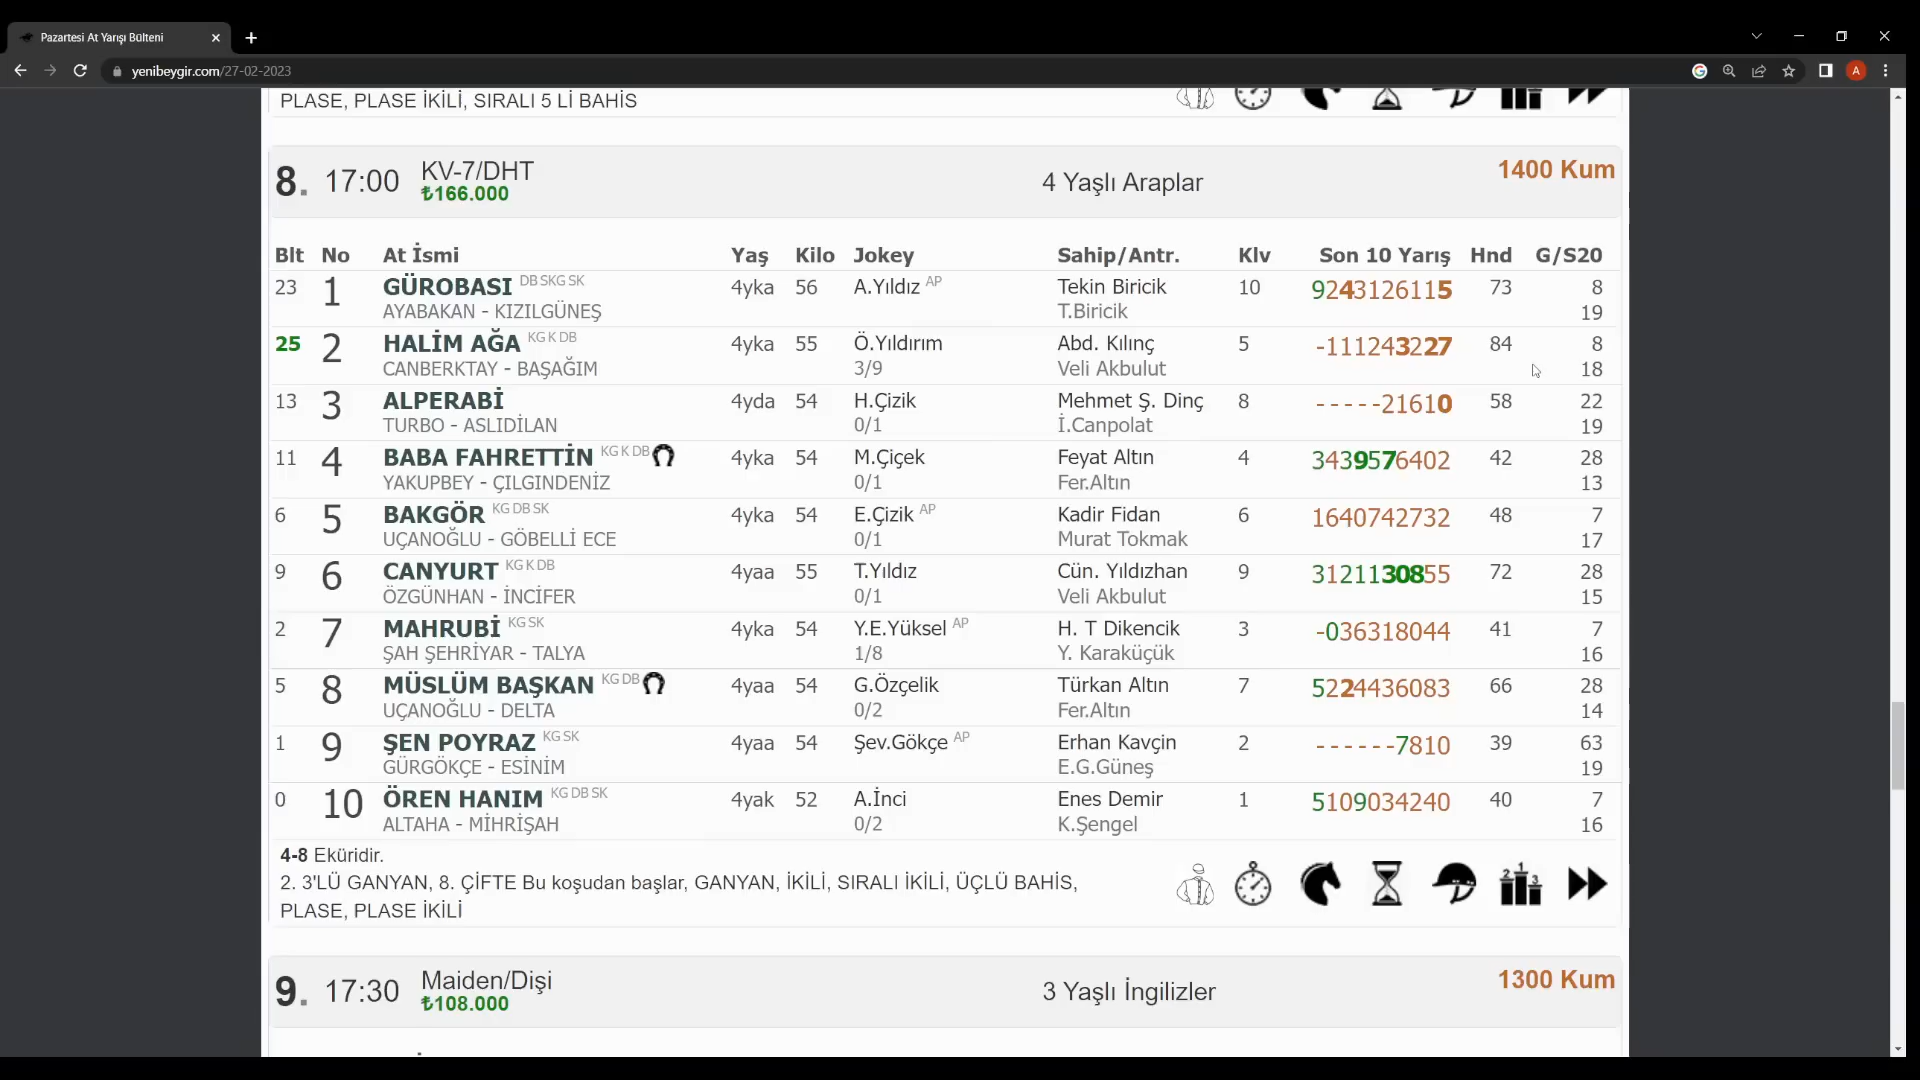 Pazartesi At Yarışı Bülteni
yenibeygir.com/27-02-2023
A
PLASE, PLASE İKİLİ, SIRALI 5 Lİ BAHİS
8. 17:00 KV-7/DHT 4 Yaşlı Araplar 1400 Kum
₺166.000
Blt No At İsmi Yaş Kilo Jokey Sahip/Antr. Klv Son 10 Yarış Hnd G/S20
23 1 GÜROBASI DB SKG SK 4yka 56 A.Yıldız AP Tekin Biricik 10 9243126115 73 8
AYABAKAN - KIZILGÜNEŞ T.Biricik 19
25 2 HALİM AĞA KG K DB 4yka 55 Ö.Yıldırım Abd. Kılınç 5 -111243227 84 8
CANBERKTAY - BAŞAĞIM 3/9 Veli Akbulut 18
13 3 ALPERABİ 4yda 54 H.Çizik Mehmet Ş. Dinç 8 -----21610 58 22
TURBO - ASLIDİLAN 0/1 İ.Canpolat 19
11 4 BABA FAHRETTİN KG K DB 4yka 54 M.Çiçek Feyat Altın 4 3439576402 42 28
YAKUPBEY - ÇILGINDENİZ 0/1 Fer.Altın 13
6 5 BAKGÖR KG DB SK 4yka 54 E.Çizik AP Kadir Fidan 6 1640742732 48 7
UÇANOĞLU - GÖBELLİ ECE 0/1 Murat Tokmak 17
9 6 CANYURT KG K DB 4yaa 55 T.Yıldız Cün. Yıldızhan 9 3121130855 72 28
ÖZGÜNHAN - İNCİFER 0/1 Veli Akbulut 15
2 7 MAHRUBİ KG SK 4yka 54 Y.E.Yüksel AP H. T Dikencik 3 -036318044 41 7
ŞAH ŞEHRİYAR - TALYA 1/8 Y. Karaküçük 16
5 8 MÜSLÜM BAŞKAN KG DB 4yaa 54 G.Özçelik Türkan Altın 7 5224436083 66 28
UÇANOĞLU - DELTA 0/2 Fer.Altın 14
1 9 ŞEN POYRAZ KG SK 4yaa 54 Şev.Gökçe AP Erhan Kavçin 2 ------7810 39 63
GÜRGÖKÇE - ESİNİM E.G.Güneş 19
0 10 ÖREN HANIM KG DB SK 4yak 52 A.İnci Enes Demir 1 5109034240 40 7
ALTAHA - MİHRİŞAH 0/2 K.Şengel 16
4-8 Eküridir.
2. 3'LÜ GANYAN, 8. ÇİFTE Bu koşudan başlar, GANYAN, İKİLİ, SIRALI İKİLİ, ÜÇLÜ BAHİS,
PLASE, PLASE İKİLİ
9. 17:30 Maiden/Dişi 3 Yaşlı İngilizler 1300 Kum
₺108.000